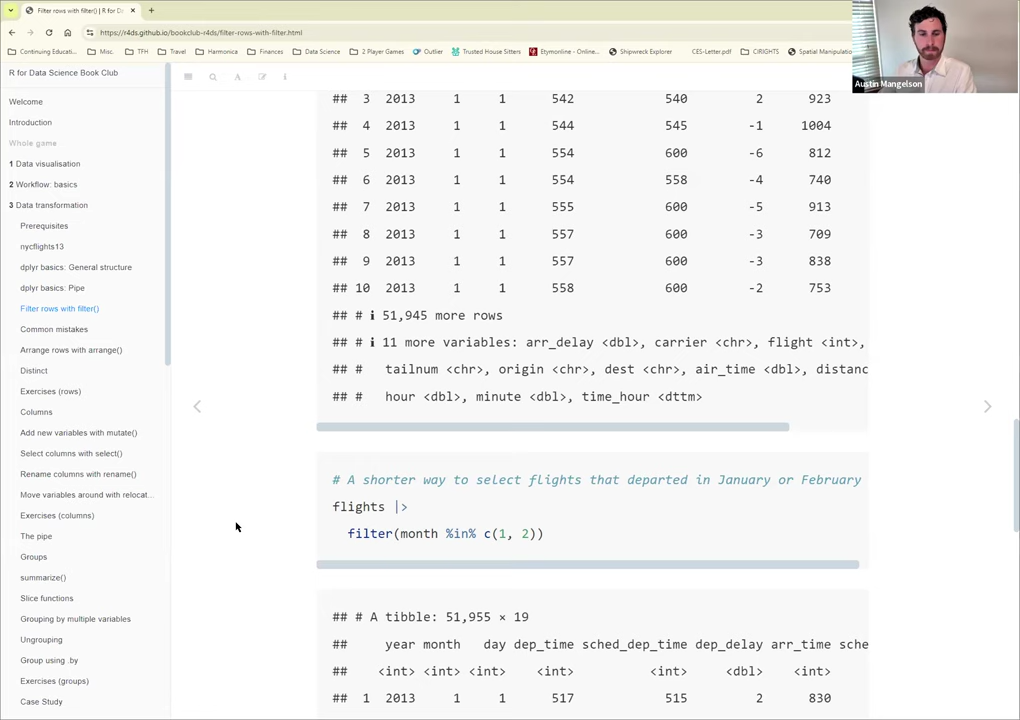 Filter rows with filter() | R for Da
https://r4ds.github.io/bookclub-r4ds/filter-rows-with-filter.html
Continuing Educati... Misc. TFH Travel Harmonica Finances Data Science 2 Player Games Outlier Trusted House Sitters Etymonline - Online... Shipwreck Explorer CES-Letter.pdf CIRIGHTS Spatial Manipulatio
Austin Mangelson
R for Data Science Book Club
Welcome
Introduction
Whole game
1 Data visualisation
2 Workflow: basics
3 Data transformation
Prerequisites
nycflights13
dplyr basics: General structure
dplyr basics: Pipe
Filter rows with filter()
Common mistakes
Arrange rows with arrange()
Distinct
Exercises (rows)
Columns
Add new variables with mutate()
Select columns with select()
Rename columns with rename()
Move variables around with relocat...
Exercises (columns)
The pipe
Groups
summarize()
Slice functions
Grouping by multiple variables
Ungrouping
Group using .by
Exercises (groups)
Case Study
## 3 2013 1 1 542 540 2 923
## 4 2013 1 1 544 545 -1 1004
## 5 2013 1 1 554 600 -6 812
## 6 2013 1 1 554 558 -4 740
## 7 2013 1 1 555 600 -5 913
## 8 2013 1 1 557 600 -3 709
## 9 2013 1 1 557 600 -3 838
## 10 2013 1 1 558 600 -2 753
## # ℹ 51,945 more rows
## # ℹ 11 more variables: arr_delay <dbl>, carrier <chr>, flight <int>,
## # tailnum <chr>, origin <chr>, dest <chr>, air_time <dbl>, distanc
## # hour <dbl>, minute <dbl>, time_hour <dttm>
# A shorter way to select flights that departed in January or February
flights |>
filter(month %in% c(1, 2))
## # A tibble: 51,955 × 19
## year month day dep_time sched_dep_time dep_delay arr_time sche
## <int> <int> <int> <int> <int> <dbl> <int>
## 1 2013 1 1 517 515 2 830